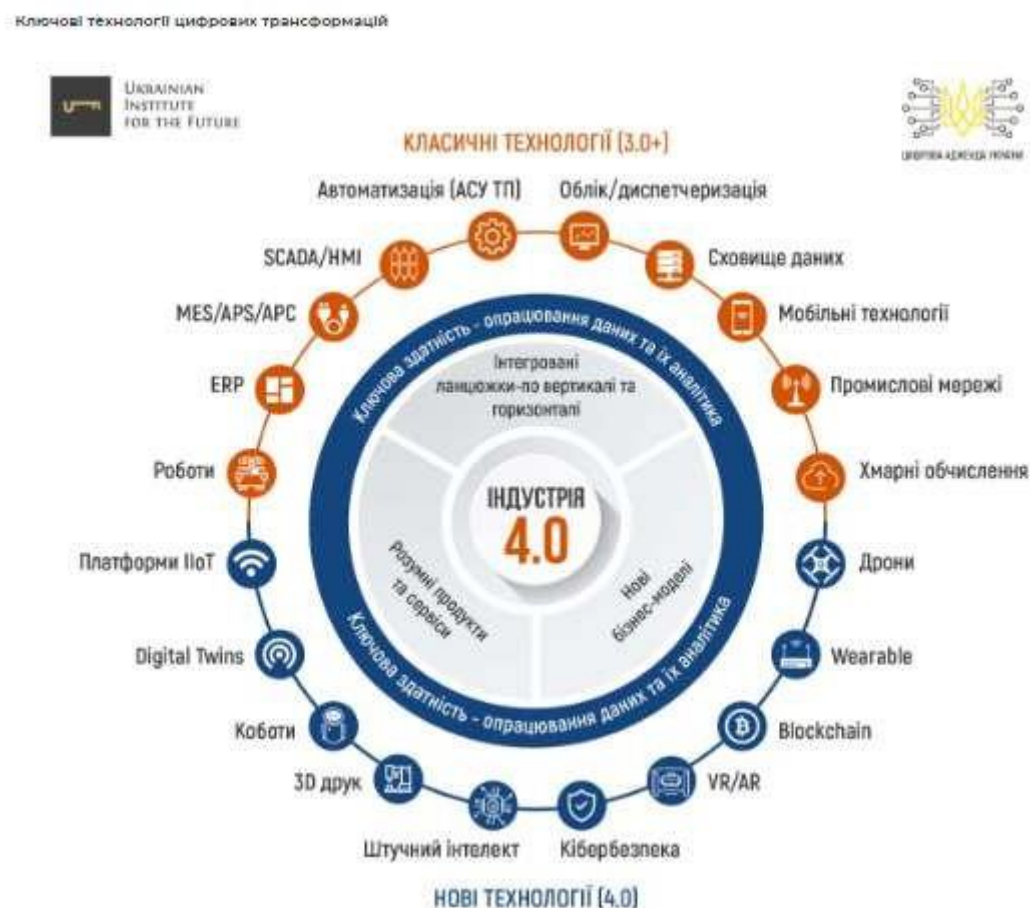 Ключові технології цифрових трансформацій
UKRAINIAN
INSTITUTE
FOR THE FUTURE
ЦИФРОВА АДЖЕНДА УКРАЇНИ
КЛАСИЧНІ ТЕХНОЛОГІЇ (3.0+)
Автоматизація (АСУ ТП)
Облік/диспетчеризація
SCADA/HMI
Сховище даних
MES/APS/APC
Мобільні технології
ERP
Промислові мережі
Роботи
Хмарні обчислення
Ключова здатність - опрацювання даних та їх аналітика
Інтегровані
ланцюжки-по вертикалі та
горизонталі
ІНДУСТРІЯ
4.0
Розумні продукти
та сервіси
Нові
бізнес-моделі
Ключова здатність - опрацювання даних та їх аналітика
Платформи IIoT
Дрони
Digital Twins
Wearable
Коботи
Blockchain
3D друк
VR/AR
Штучний інтелект
Кібербезпека
НОВІ ТЕХНОЛОГІЇ (4.0)